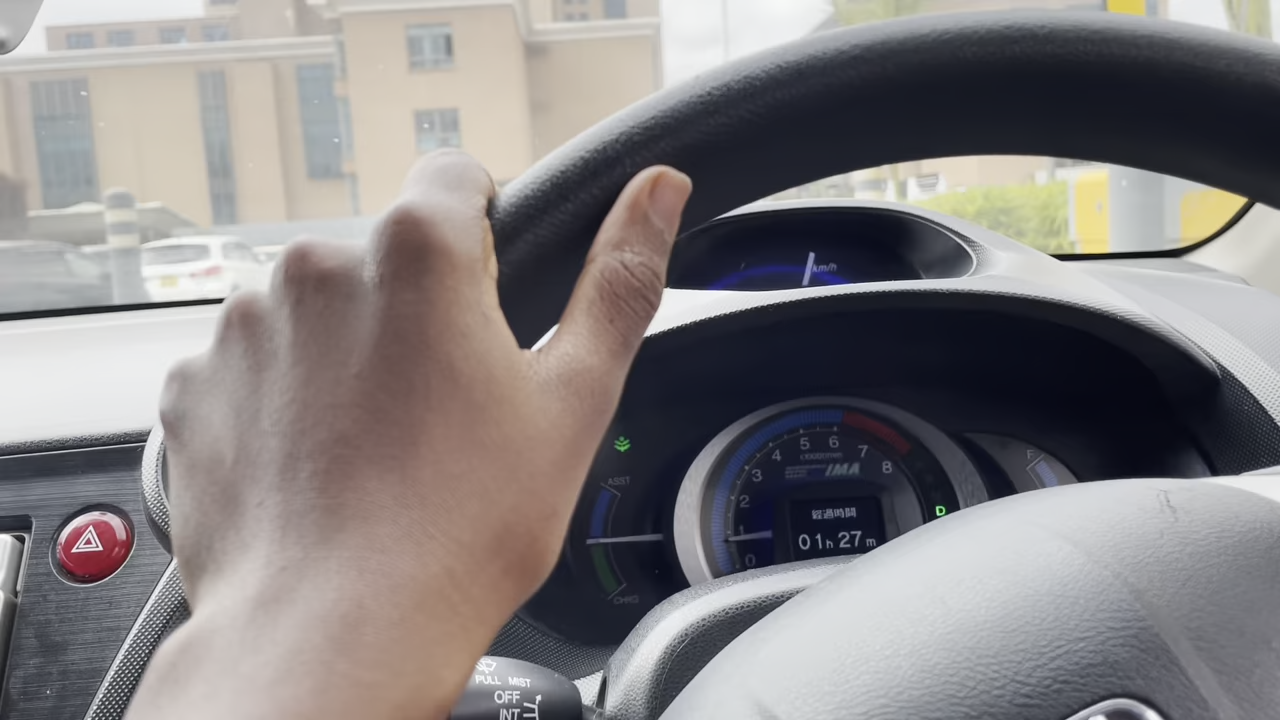 km/h
ASST
CHRG
0
1
2
3
4
5
6
7
8
x1000r/min
IMA
F
D
経過時間
01h 27m
PULL MIST
OFF
INT